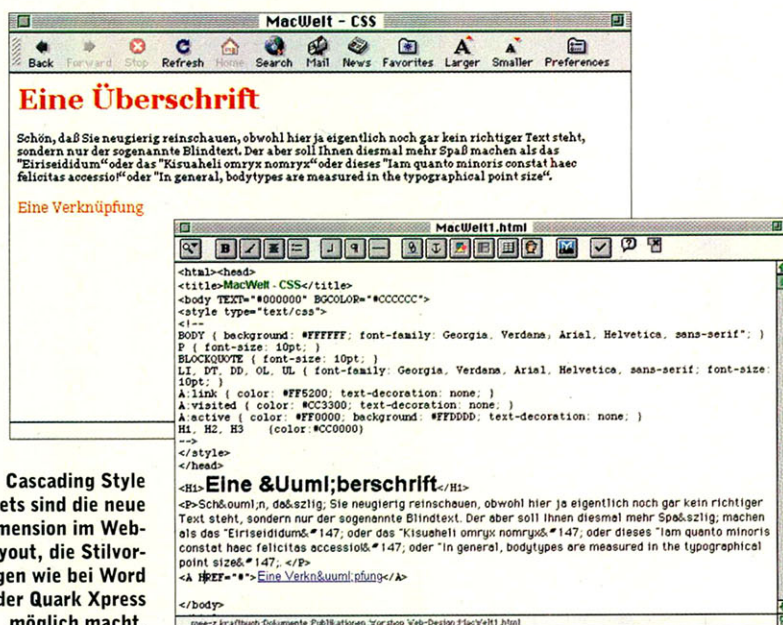 MacWelt - CSS
Back Forward Stop Refresh Home Search Mail News Favorites Larger Smaller Preferences
Eine Überschrift
Schön, daß Sie neugierig reinschauen, obwohl hier ja eigentlich noch gar kein richtiger Text steht,
sondern nur der sogenannte Blindtext. Der aber soll Ihnen diesmal mehr Spaß machen als das
"Eiriseididum“ oder das "Kisuaheli omryx nomryx“ oder dieses "Iam quanto minoris constat haec
felicitas accessio!“ oder "In general, bodytypes are measured in the typographical point size“.
Eine Verknüpfung
MacWelt1.html
<html><head>
<title>MacWelt - CSS</title>
<body TEXT="#000000" BGCOLOR="#CCCCCC">
<style type="text/css">
<!--
BODY { background: #FFFFFF; font-family: Georgia, Verdana, Arial, Helvetica, sans-serif"; }
P { font-size: 10pt; }
BLOCKQUOTE { font-size: 10pt; }
LI, DT, DD, OL, UL { font-family: Georgia, Verdana, Arial, Helvetica, sans-serif; font-size:
10pt; }
A:link { color: #FF5200; text-decoration: none; }
A:visited { color: #CC3300; text-decoration: none; }
A:active { color: #FF0000; background: #FFDDDD; text-decoration: none; }
H1, H2, H3 {color:#CC0000)
-->
</style>
</head>
<H1>Eine &Uuml;berschrift</H1>
<P>Sch&ouml;n, da&szlig; Sie neugierig reinschauen, obwohl hier ja eigentlich noch gar kein richtiger
Text steht, sondern nur der sogenannte Blindtext. Der aber soll Ihnen diesmal mehr Spa&szlig; machen
als das "Eiriseididum&#147; oder das "Kisuaheli omryx nomryx&#147; oder dieses "Iam quanto minoris
constat haec felicitas accessio!&#147; oder "In general, bodytypes are measured in the typographical
point size&#147;. </P>
<A HREF="#">Eine Verkn&uuml;pfung</A>
</body>
Cascading Style
ets sind die neue
mension im Web-
yout, die Stilvor-
gen wie bei Word
der Quark Xpress
möglich macht.